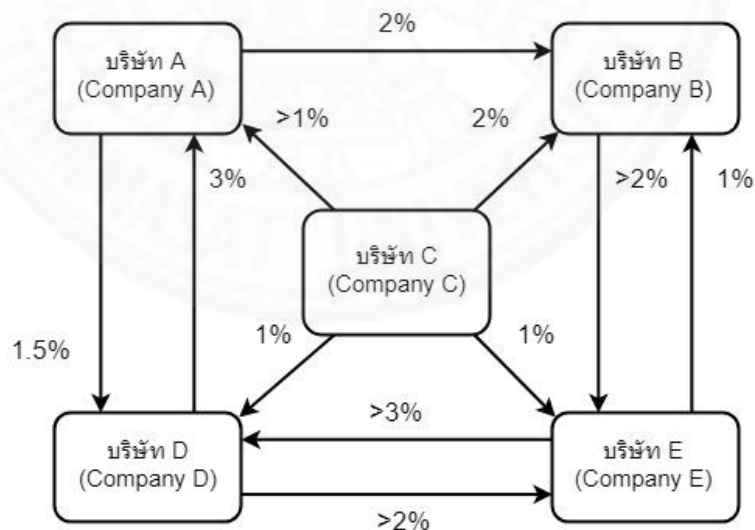 2%
บริษัท A
(Company A)
บริษัท B
(Company B)
>1%
2%
3%
>2%
1%
บริษัท C
(Company C)
1.5%
1%
1%
>3%
บริษัท D
(Company D)
บริษัท E
(Company E)
>2%